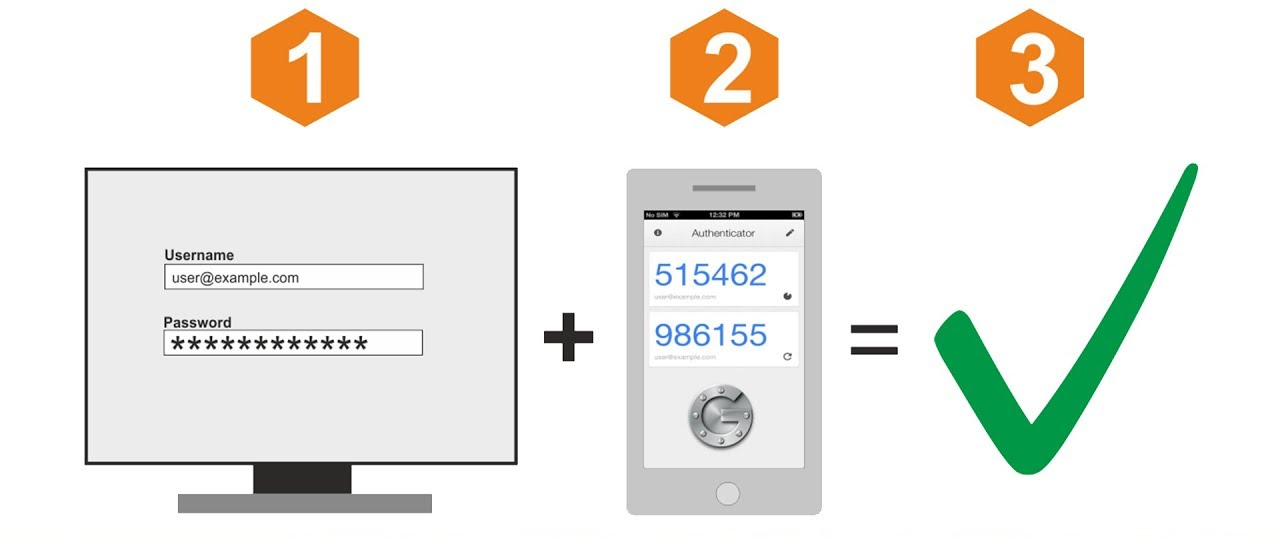 1
2
3
Username
user@example.com
Password
************
+
=
No SIM 12:32 PM
Authenticator
515462
user@example.com
986155
user@example.com
G